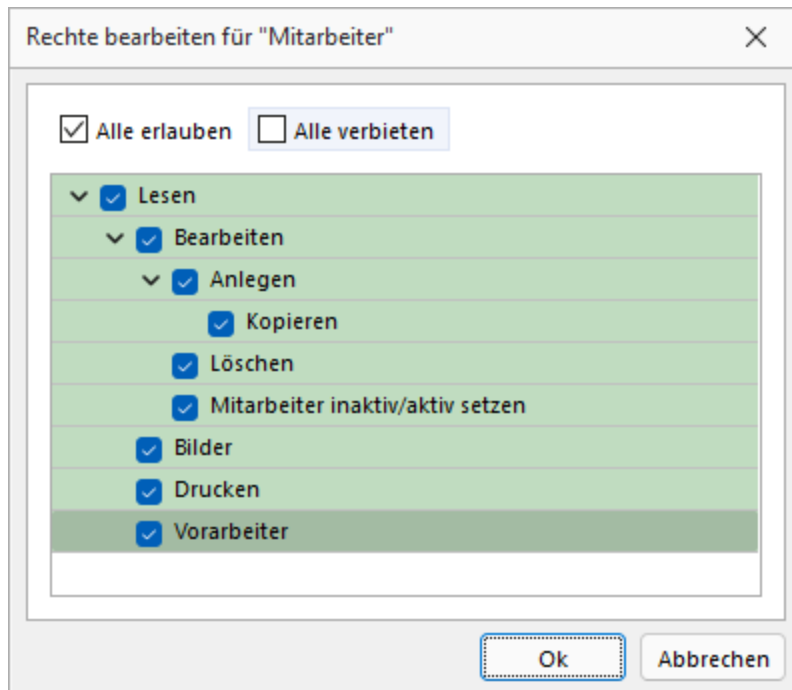 Rechte bearbeiten für "Mitarbeiter"
Alle erlauben Alle verbieten
Lesen
Bearbeiten
Anlegen
Kopieren
Löschen
Mitarbeiter inaktiv/aktiv setzen
Bilder
Drucken
Vorarbeiter
Ok Abbrechen